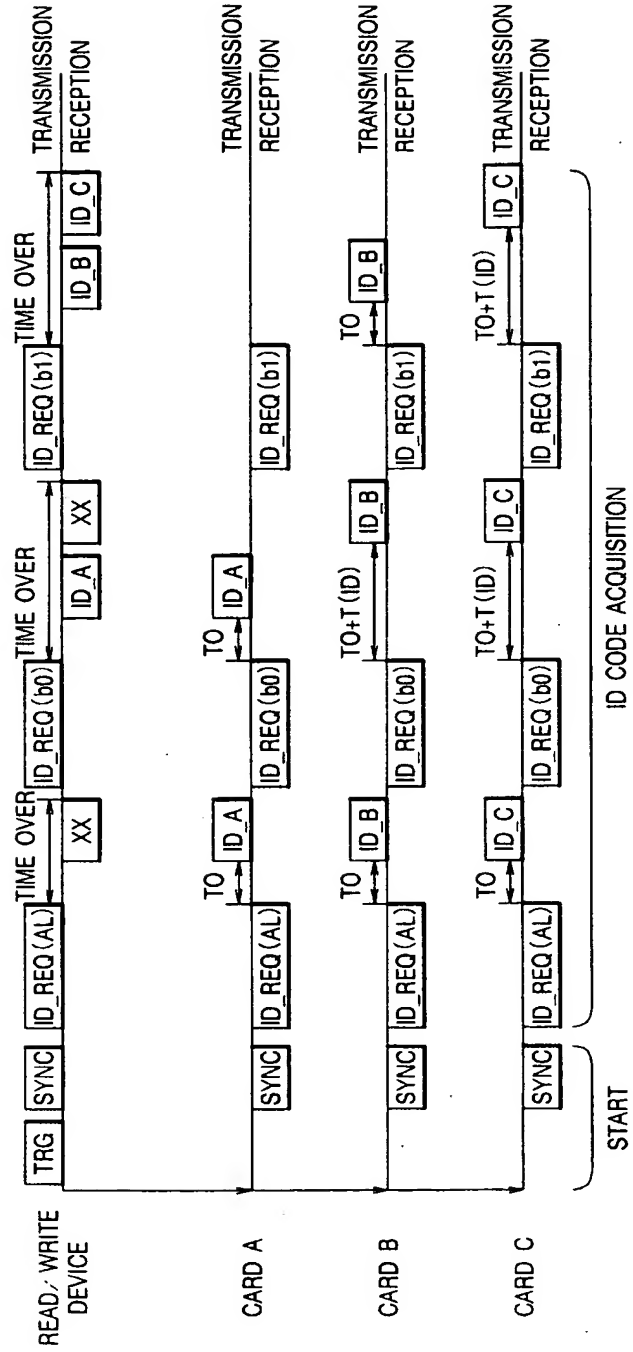 READ/WRITE
DEVICE
TRG
SYNC
ID_REQ(AL)
TIME OVER
XX
ID_REQ(b0)
TIME OVER
ID_A
XX
ID_REQ(b1)
TIME OVER
ID_B
ID_C
TRANSMISSION
RECEPTION
CARD A
SYNC
ID_REQ(AL)
TO
ID_A
ID_REQ(b0)
TO
ID_A
ID_REQ(b1)
TRANSMISSION
RECEPTION
CARD B
SYNC
ID_REQ(AL)
TO
ID_B
ID_REQ(b0)
TO+T(ID)
ID_B
ID_REQ(b1)
TO
ID_B
TRANSMISSION
RECEPTION
CARD C
SYNC
ID_REQ(AL)
TO
ID_C
ID_REQ(b0)
TO+T(ID)
ID_C
ID_REQ(b1)
TO+T(ID)
ID_C
TRANSMISSION
RECEPTION
START
ID CODE ACQUISITION